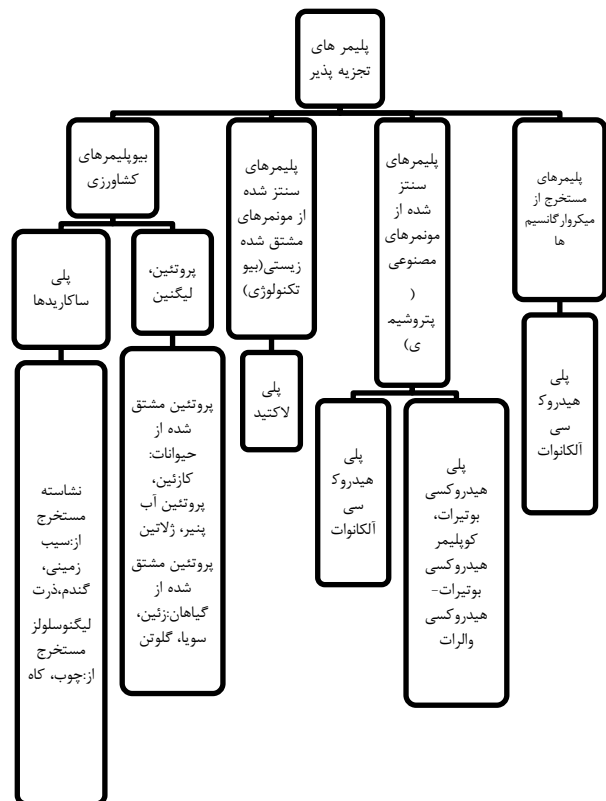 پلیمر های
تجزیه پذیر
پلیمرهای
مستخرج از
میکروارگانسیم
ها
پلی
هیدروک
سی
آلکانوات
پلیمرهای
سنتز
شده از
مونمرهای
مصنوعی
(
پتروشیم
ی)
پلی
هیدروکسی
بوتیرات،
کوپلیمر
هیدروکسی
بوتیرات-
هیدروکسی
والرات
پلی
هیدروک
سی
آلکانوات
پلیمرهای
سنتز شده
از مونمرهای
مشتق شده
زیستی(بیو
تکنولوژی)
پلی
لاکتید
بیوپلیمرهای
کشاورزی
پروتئین،
لیگنین
پروتئین مشتق
شده از
حیوانات:
کازئین،
پروتئین آب
پنیر، ژلاتین
پروتئین مشتق
شده از
گیاهان:زئین،
سویا، گلوتن
پلی
ساکاریدها
نشاسته
مستخرج
از:سیب
زمینی،
گندم،ذرت
لیگنوسلولز
مستخرج
از:چوب، کاه